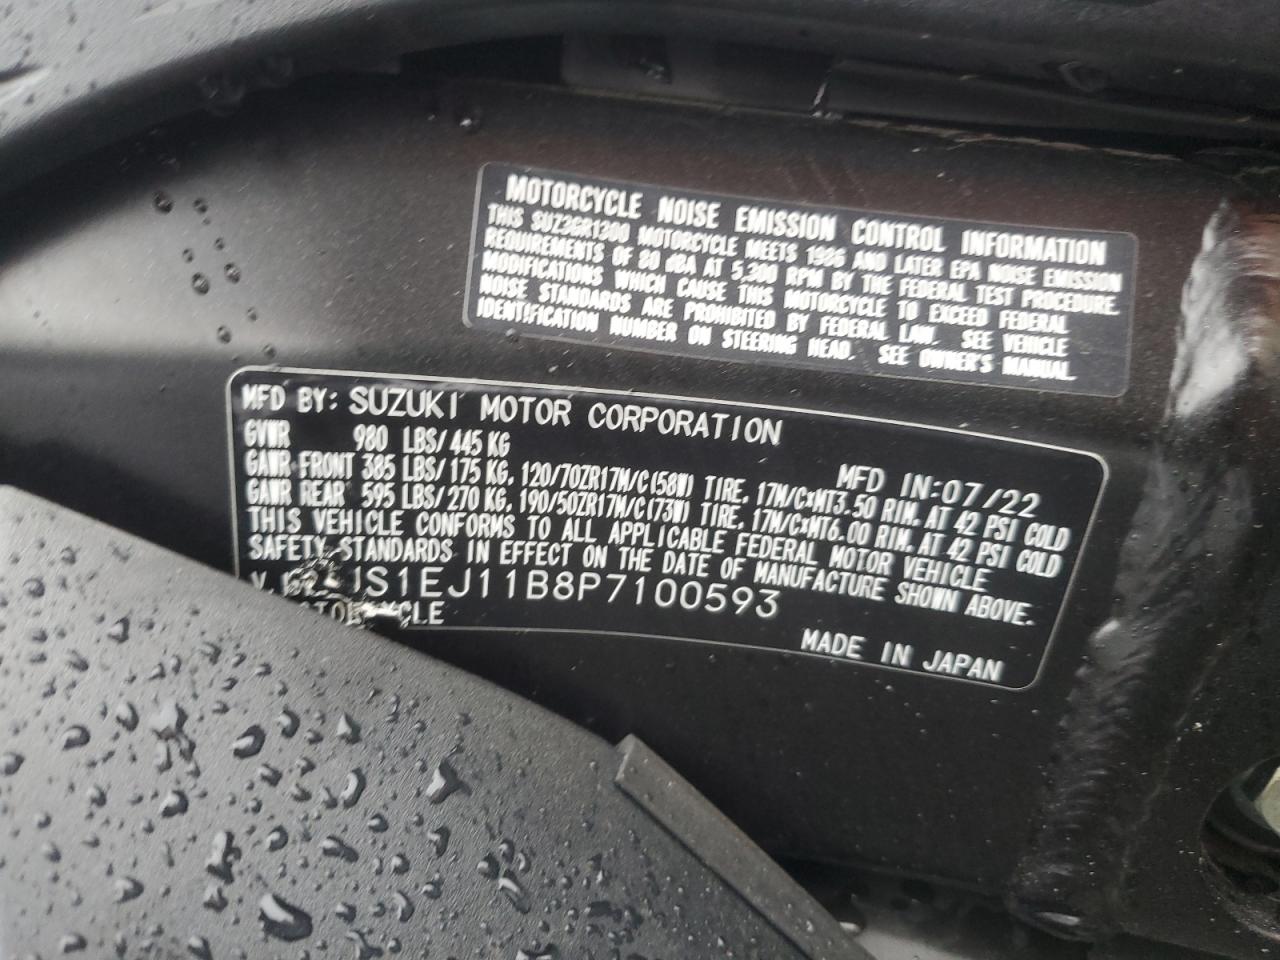 MOTORCYCLE NOISE EMISSION CONTROL INFORMATION
THIS SUZ3GR1300 MOTORCYCLE MEETS 1986 AND LATER EPA NOISE EMISSION
REQUIREMENTS OF 80 dBA AT 5,300 RPM BY THE FEDERAL TEST PROCEDURE.
MODIFICATIONS WHICH CAUSE THIS MOTORCYCLE TO EXCEED FEDERAL
NOISE STANDARDS ARE PROHIBITED BY FEDERAL LAW. SEE VEHICLE
IDENTIFICATION NUMBER ON STEERING HEAD. SEE OWNER'S MANUAL.
MFD BY: SUZUKI MOTOR CORPORATION
GVWR 980 LBS/445 KG MFD IN:07/22
GAWR FRONT 385 LBS/175 KG, 120/70ZR17M/C(58W) TIRE, 17M/CxMT3.50 RIM, AT 42 PSI COLD
GAWR REAR 595 LBS/270 KG, 190/50ZR17M/C(73W) TIRE, 17M/CxMT6.00 RIM, AT 42 PSI COLD
THIS VEHICLE CONFORMS TO ALL APPLICABLE FEDERAL MOTOR VEHICLE
SAFETY STANDARDS IN EFFECT ON THE DATE OF MANUFACTURE SHOWN ABOVE.
JS1EJ11B8P7100593
MADE IN JAPAN